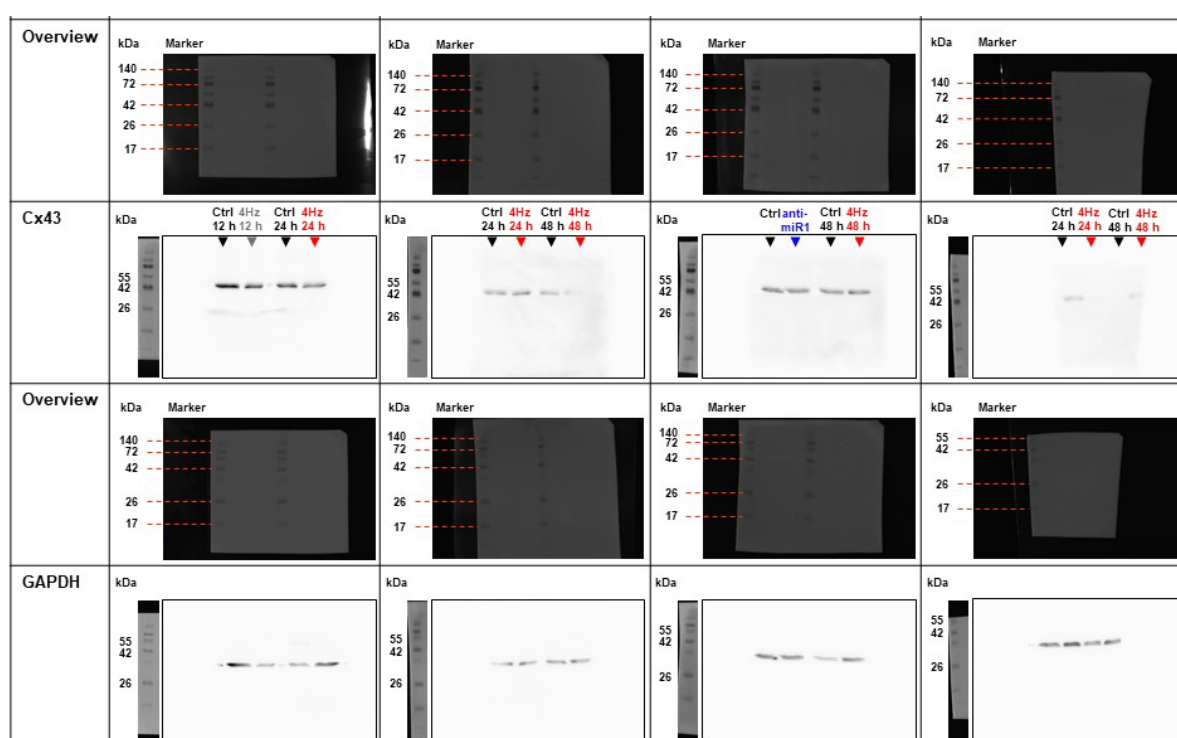 Overview
kDa Marker
140
72
42
26
17
kDa Marker
140
72
42
26
17
kDa Marker
140
72
42
26
17
kDa Marker
140
72
42
26
17
Cx43
kDa
Ctrl 4Hz Ctrl 4Hz
12 h 12 h 24 h 24 h
55
42
26
kDa
Ctrl 4Hz Ctrl 4Hz
24 h 24 h 48 h 48 h
55
42
26
kDa
Ctrl anti- Ctrl 4Hz
miR1 48 h 48 h
55
42
26
kDa
Ctrl 4Hz Ctrl 4Hz
24 h 24 h 48 h 48 h
55
42
26
Overview
kDa Marker
140
72
42
26
17
kDa Marker
140
72
42
26
17
kDa Marker
140
72
42
26
17
kDa Marker
55
42
26
17
GAPDH
kDa
55
42
26
kDa
55
42
26
kDa
55
42
26
kDa
55
42
26